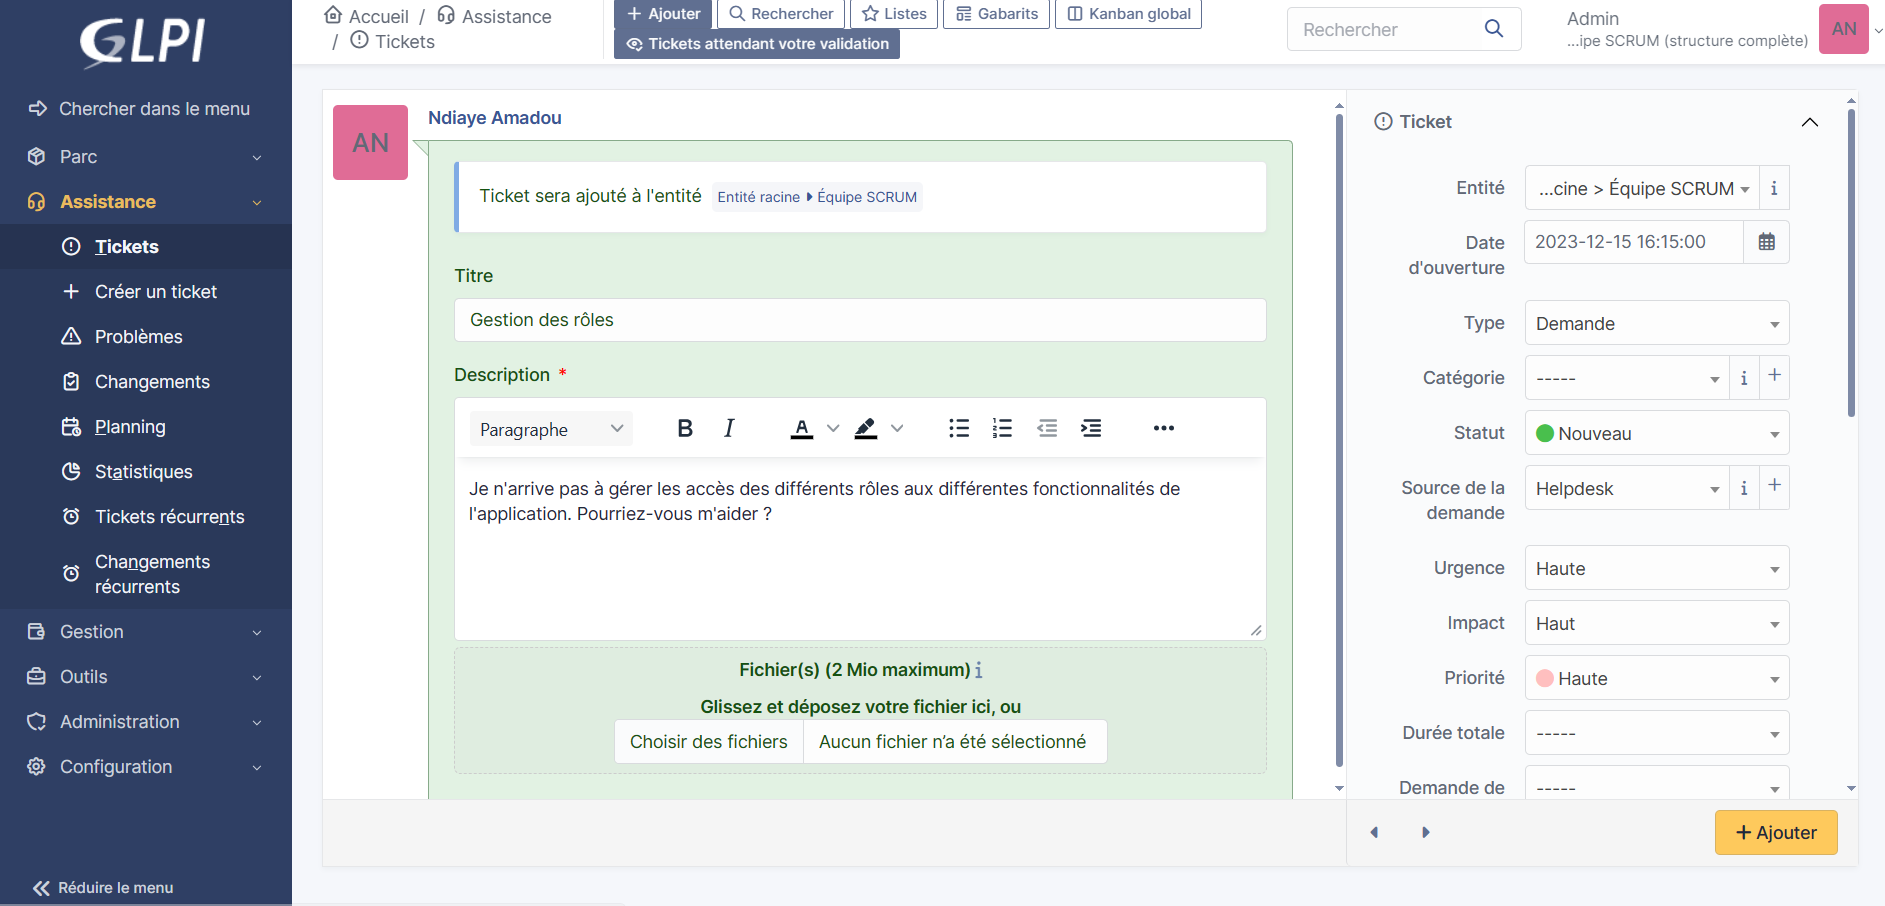 GLPI
Chercher dans le menu
Parc
Assistance
Tickets
Créer un ticket
Problèmes
Changements
Planning
Statistiques
Tickets récurrents
Changements
récurrents
Gestion
Outils
Administration
Configuration
Réduire le menu
Accueil / Assistance
/ Tickets
+ Ajouter
Rechercher
Listes
Gabarits
Kanban global
Tickets attendant votre validation
Rechercher
Admin
...ipe SCRUM (structure complète)
AN
AN
Ndiaye Amadou
Ticket sera ajouté à l'entité Entité racine Équipe SCRUM
Titre
Gestion des rôles
Description *
Paragraphe B I A
Je n'arrive pas à gérer les accès des différents rôles aux différentes fonctionnalités de
l'application. Pourriez-vous m'aider ?
Fichier(s) (2 Mio maximum) i
Glissez et déposez votre fichier ici, ou
Choisir des fichiers Aucun fichier n’a été sélectionné
Ticket
Entité ...cine > Équipe SCRUM i
Date
d'ouverture
2023-12-15 16:15:00
Type Demande
Catégorie ----- i +
Statut Nouveau
Source de la
demande
Helpdesk i +
Urgence Haute
Impact Haut
Priorité Haute
Durée totale -----
Demande de -----
+ Ajouter